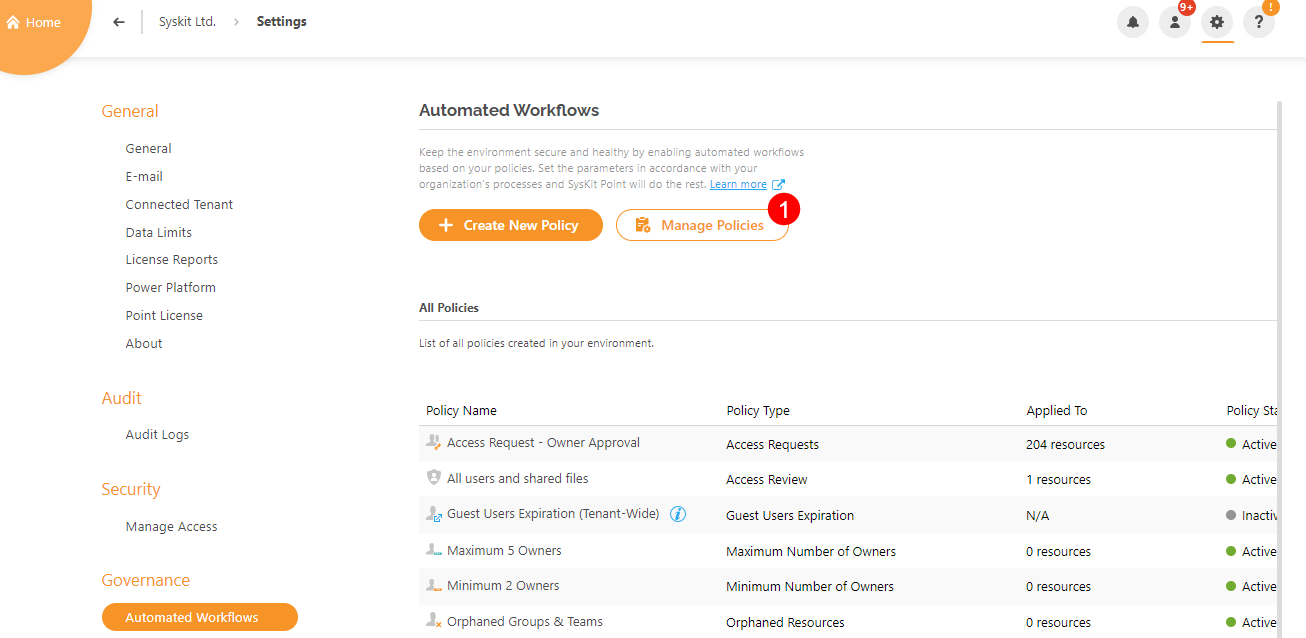 Home
Syskit Ltd. > Settings
9+
!
?
General
General
E-mail
Connected Tenant
Data Limits
License Reports
Power Platform
Point License
About
Audit
Audit Logs
Security
Manage Access
Governance
Automated Workflows
Automated Workflows
Keep the environment secure and healthy by enabling automated workflows
based on your policies. Set the parameters in accordance with your
organization's processes and SysKit Point will do the rest. Learn more
+ Create New Policy
Manage Policies
1
All Policies
List of all policies created in your environment.
Policy Name Policy Type Applied To Policy Sta
Access Request - Owner Approval Access Requests 204 resources Active
All users and shared files Access Review 1 resources Active
Guest Users Expiration (Tenant-Wide) i Guest Users Expiration N/A Inactiv
Maximum 5 Owners Maximum Number of Owners 0 resources Active
Minimum 2 Owners Minimum Number of Owners 0 resources Active
Orphaned Groups & Teams Orphaned Resources 0 resources Active